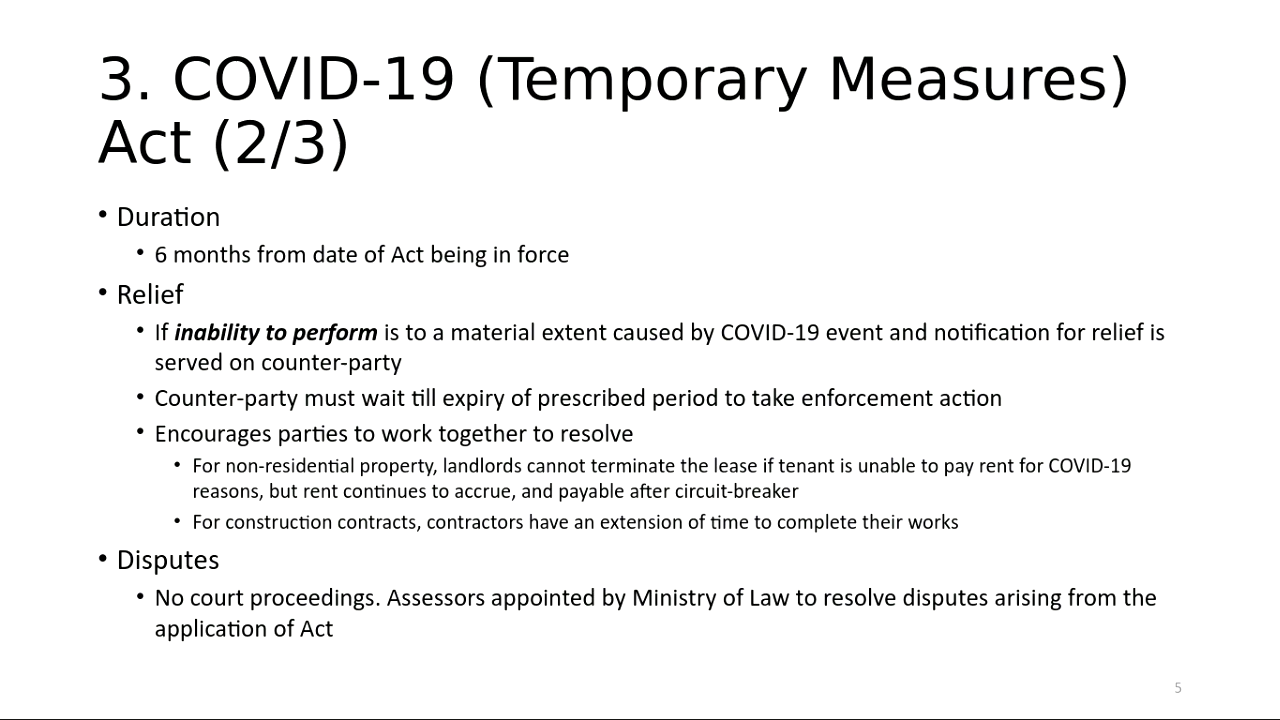 3. COVID-19 (Temporary Measures)
Act (2/3)
• Duration
• 6 months from date of Act being in force
• Relief
• If inability to perform is to a material extent caused by COVID-19 event and notification for relief is
served on counter-party
• Counter-party must wait till expiry of prescribed period to take enforcement action
• Encourages parties to work together to resolve
• For non-residential property, landlords cannot terminate the lease if tenant is unable to pay rent for COVID-19
reasons, but rent continues to accrue, and payable after circuit-breaker
• For construction contracts, contractors have an extension of time to complete their works
• Disputes
• No court proceedings. Assessors appointed by Ministry of Law to resolve disputes arising from the
application of Act
5